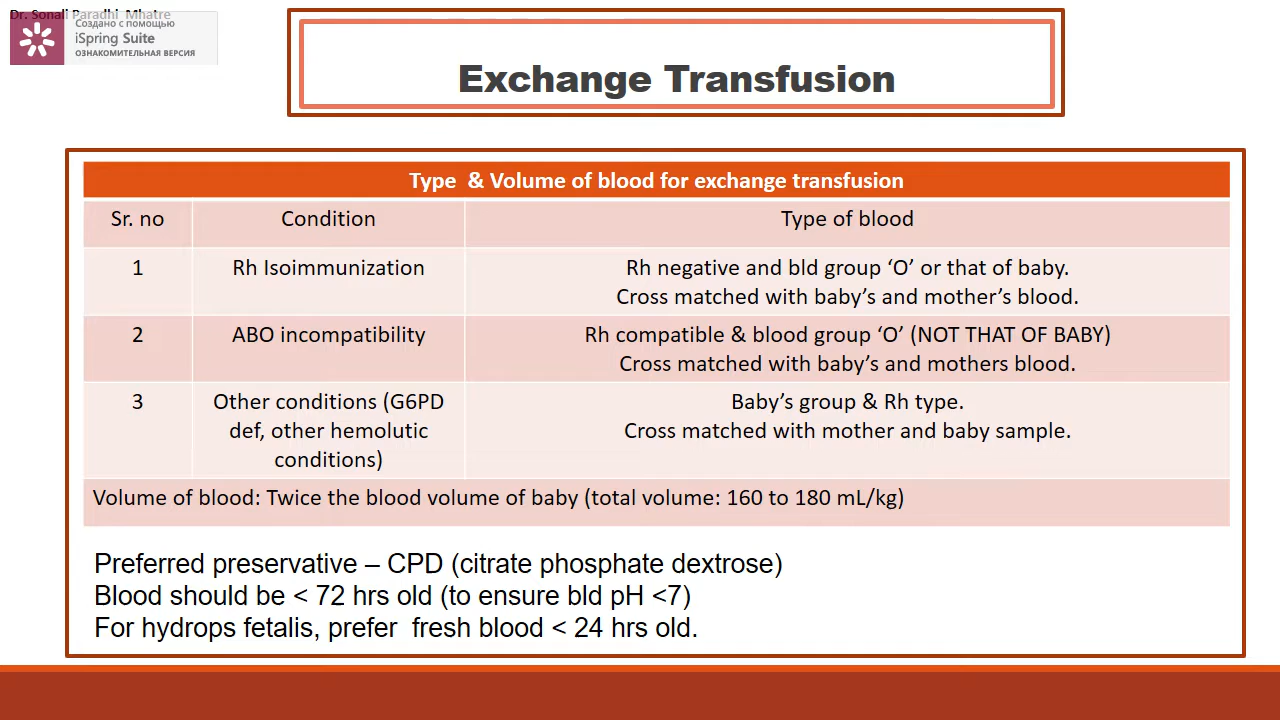 Dr. Sonali Paradhi Mhatre
Создано с помощью
iSpring Suite
ОЗНАКОМИТЕЛЬНАЯ ВЕРСИЯ
Exchange Transfusion
Type & Volume of blood for exchange transfusion
Sr. no Condition Type of blood
1 Rh Isoimmunization Rh negative and bld group ‘O’ or that of baby.
Cross matched with baby’s and mother’s blood.
2 ABO incompatibility Rh compatible & blood group ‘O’ (NOT THAT OF BABY)
Cross matched with baby’s and mothers blood.
3 Other conditions (G6PD Baby’s group & Rh type.
def, other hemolutic Cross matched with mother and baby sample.
conditions)
Volume of blood: Twice the blood volume of baby (total volume: 160 to 180 mL/kg)
Preferred preservative – CPD (citrate phosphate dextrose)
Blood should be < 72 hrs old (to ensure bld pH <7)
For hydrops fetalis, prefer fresh blood < 24 hrs old.